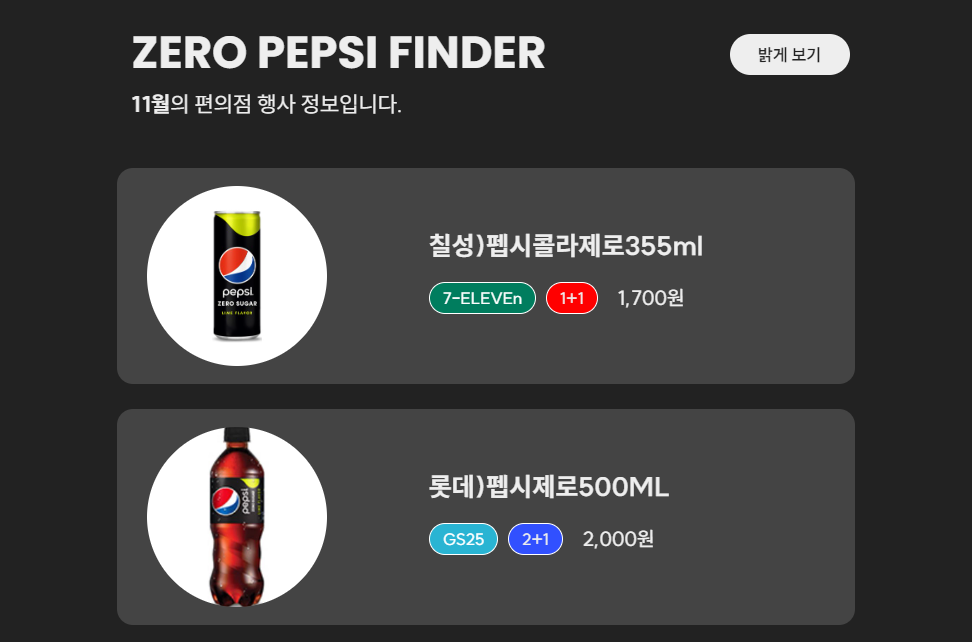 ZERO PEPSI FINDER
밝게 보기
11월의 편의점 행사 정보입니다.
pepsi
ZERO SUGAR
LIME FLAVOR
칠성)펩시콜라제로355ml
7-ELEVEn 1+1 1,700원
pepsi
롯데)펩시제로500ML
GS25 2+1 2,000원